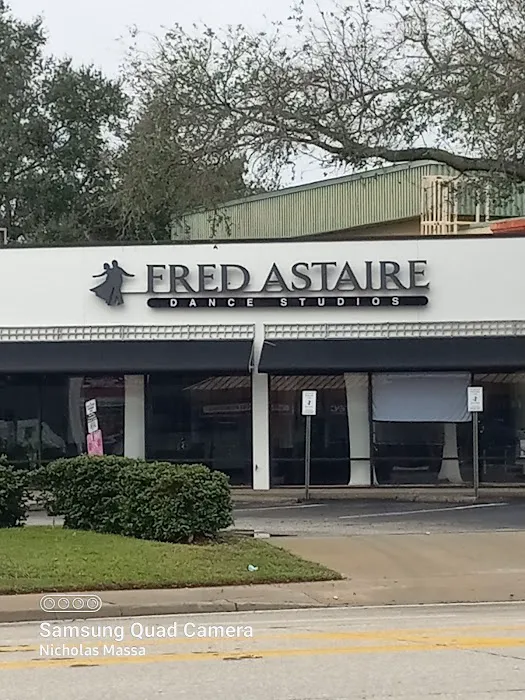 FRED ASTAIRE
DANCE STUDIOS
Samsung Quad Camera
Nicholas Massa